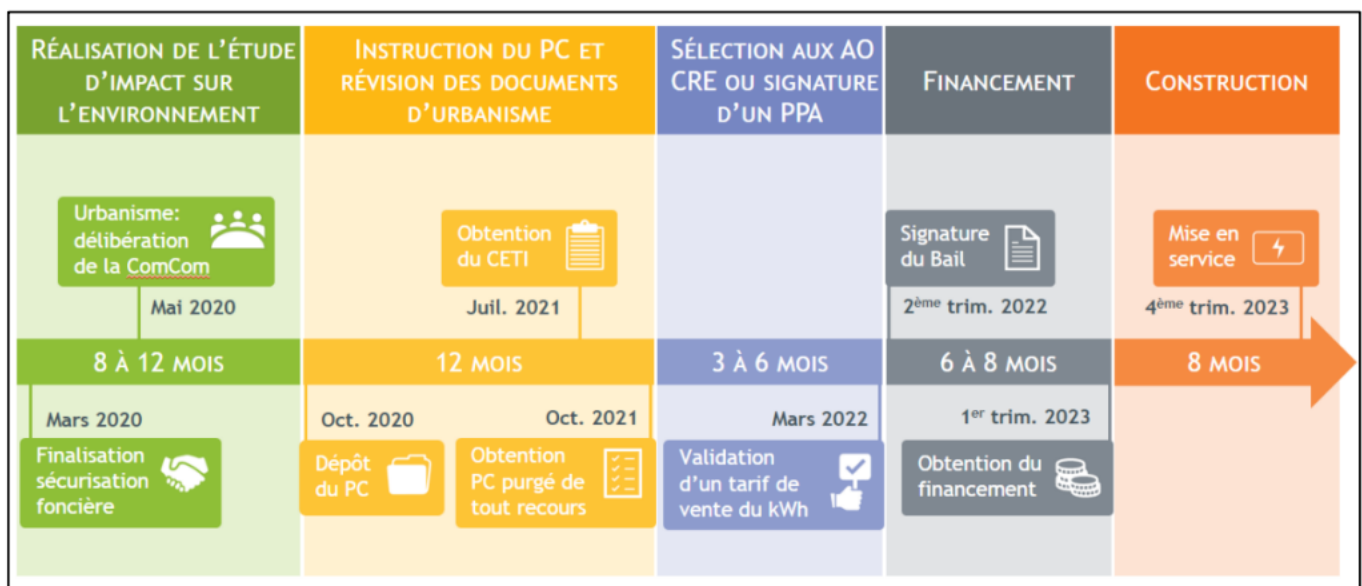 RÉALISATION DE L'ÉTUDE
D'IMPACT SUR
L'ENVIRONNEMENT
INSTRUCTION DU PC ET
RÉVISION DES DOCUMENTS
D'URBANISME
SÉLECTION AUX AO
CRE OU SIGNATURE
D'UN PPA
FINANCEMENT
CONSTRUCTION
Urbanisme:
délibération
de la ComCom
Mai 2020
Obtention
du CETI
Juil. 2021
Signature
du Bail
2ème trim. 2022
Mise en
service
4ème trim. 2023
8 À 12 MOIS
12 MOIS
3 À 6 MOIS
6 À 8 MOIS
8 MOIS
Mars 2020
Finalisation
sécurisation
foncière
Oct. 2020
Dépôt
du PC
Oct. 2021
Obtention
PC purgé de
tout recours
Mars 2022
Validation
d'un tarif de
vente du kWh
1er trim. 2023
Obtention du
financement